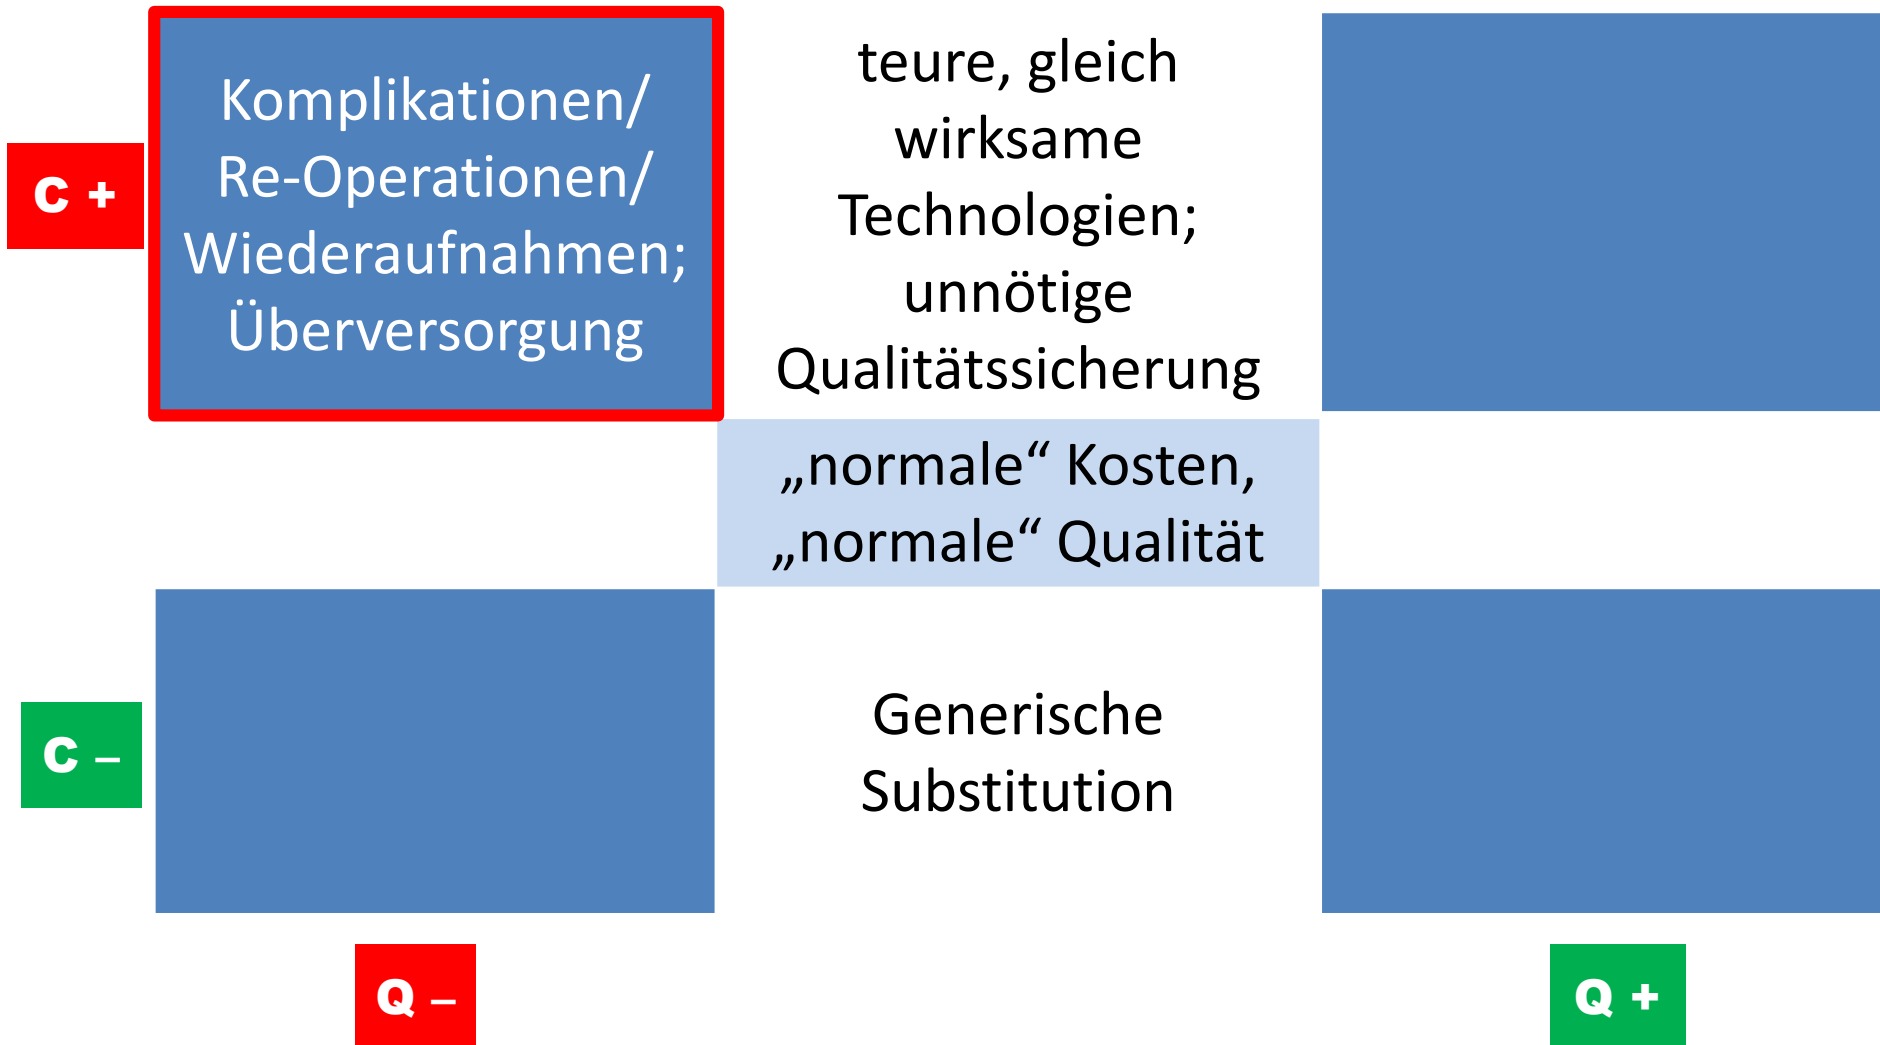 Komplikationen/
Re-Operationen/
Wiederaufnahmen;
Überversorgung
teure, gleich
wirksame
Technologien;
unnötige
Qualitätssicherung
C +
„normale“ Kosten,
„normale“ Qualität
C –
Generische
Substitution
Q –
Q +